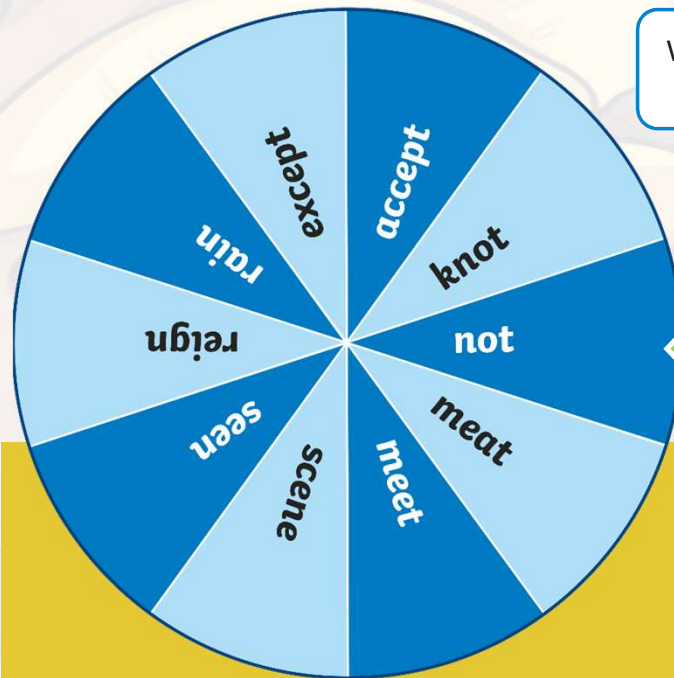 accept
knot
not
meat
meet
scene
seen
reign
rain
except